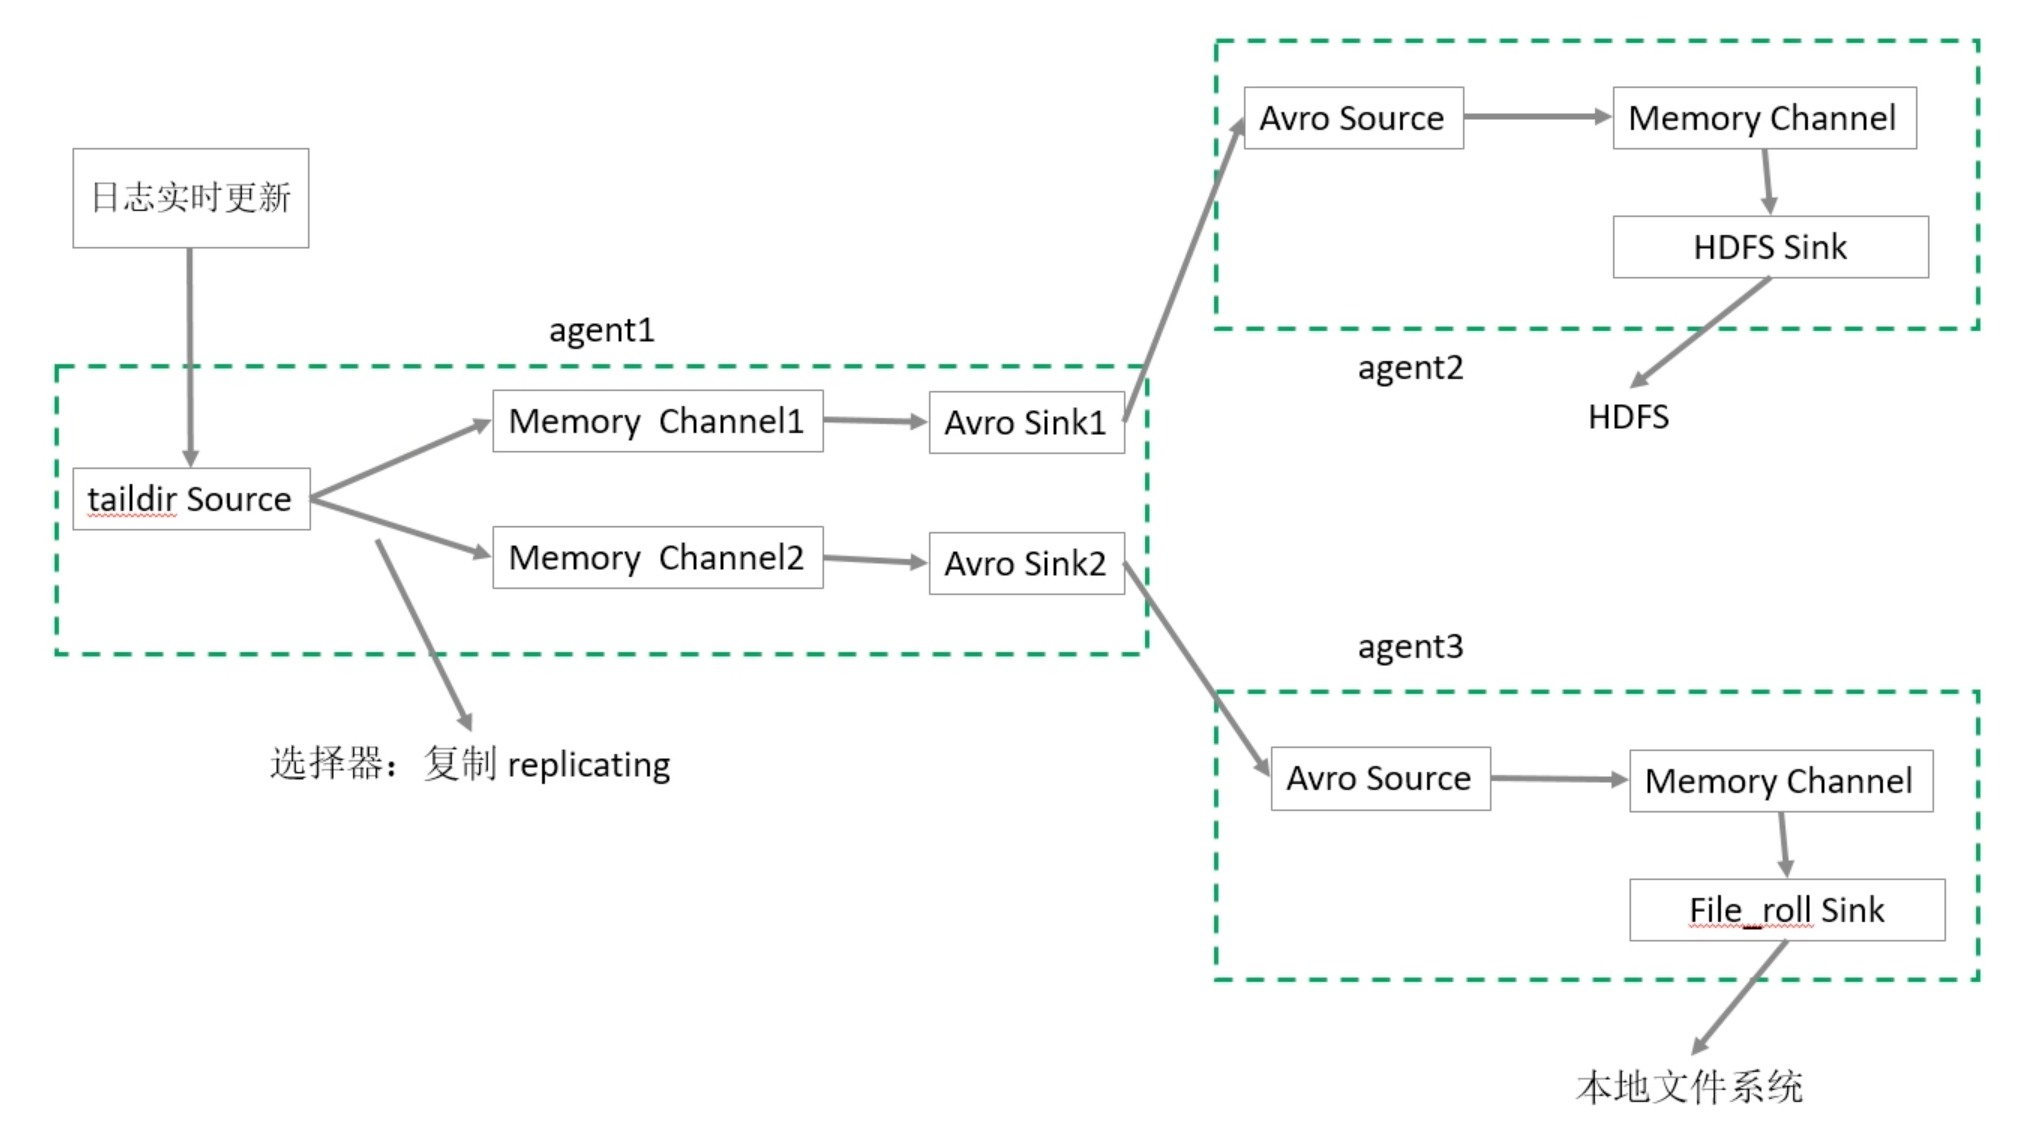 日志实时更新
agent1
taildir Source
Memory  Channel1
Avro Sink1
Memory  Channel2
Avro Sink2
选择器：复制 replicating
Avro Source
Memory Channel
HDFS Sink
agent2
HDFS
agent3
Avro Source
Memory Channel
File_roll Sink
本地文件系统